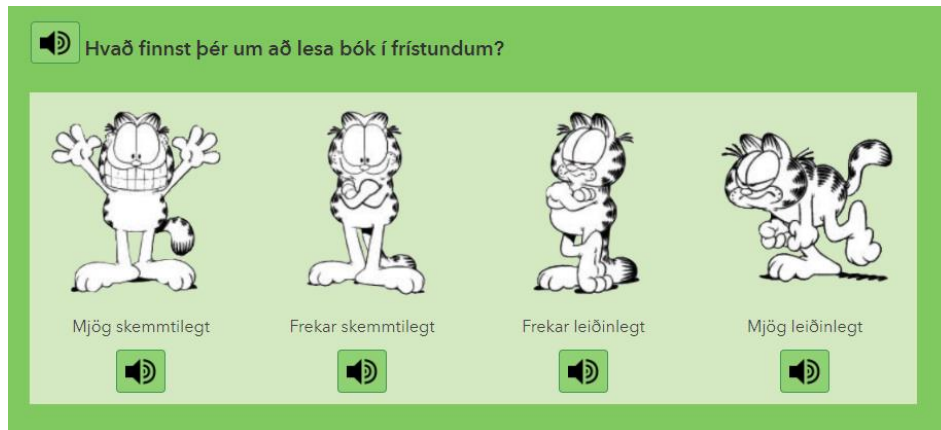 Hvað finnst þér um að lesa bók í frístundum?
Mjög skemmtilegt
Frekar skemmtilegt
Frekar leiðinlegt
Mjög leiðinlegt